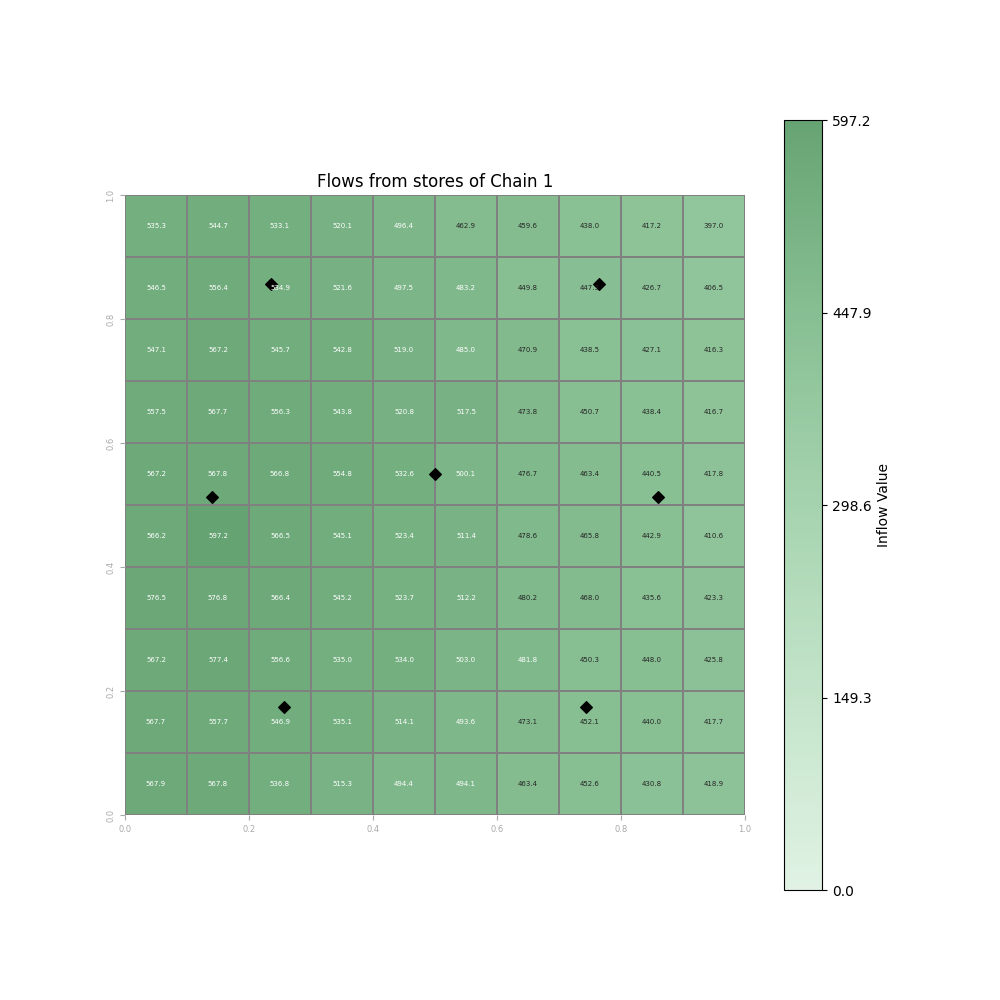 Flows from stores of Chain 1
597.2
447.9
298.6
149.3
0.0
Inflow Value
1.0
0.8
0.6
0.4
0.2
0.0
535.3 544.7 533.1 520.1 496.4 462.9 459.6 438.0 417.2 397.0
546.5 556.4 521.6 497.5 483.2 449.8 426.7 406.5
547.1 567.2 545.7 542.8 519.0 485.0 470.9 438.5 427.1 416.3
557.5 567.7 556.3 543.8 520.8 517.5 473.8 450.7 438.4 416.7
567.2 567.8 566.8 554.8 532.6 500.1 476.7 463.4 440.5 417.8
566.2 597.2 566.5 545.1 523.4 511.4 478.6 465.8 442.9 410.6
576.5 576.8 566.4 545.2 523.7 512.2 480.2 468.0 435.6 423.3
567.2 577.4 556.6 535.0 534.0 503.0 481.8 450.3 448.0 425.8
567.7 557.7 546.9 535.1 514.1 493.6 473.1 452.1 440.0 417.7
567.9 567.8 536.8 515.3 494.4 494.1 463.4 452.6 430.8 418.9
0.0 0.2 0.4 0.6 0.8 1.0